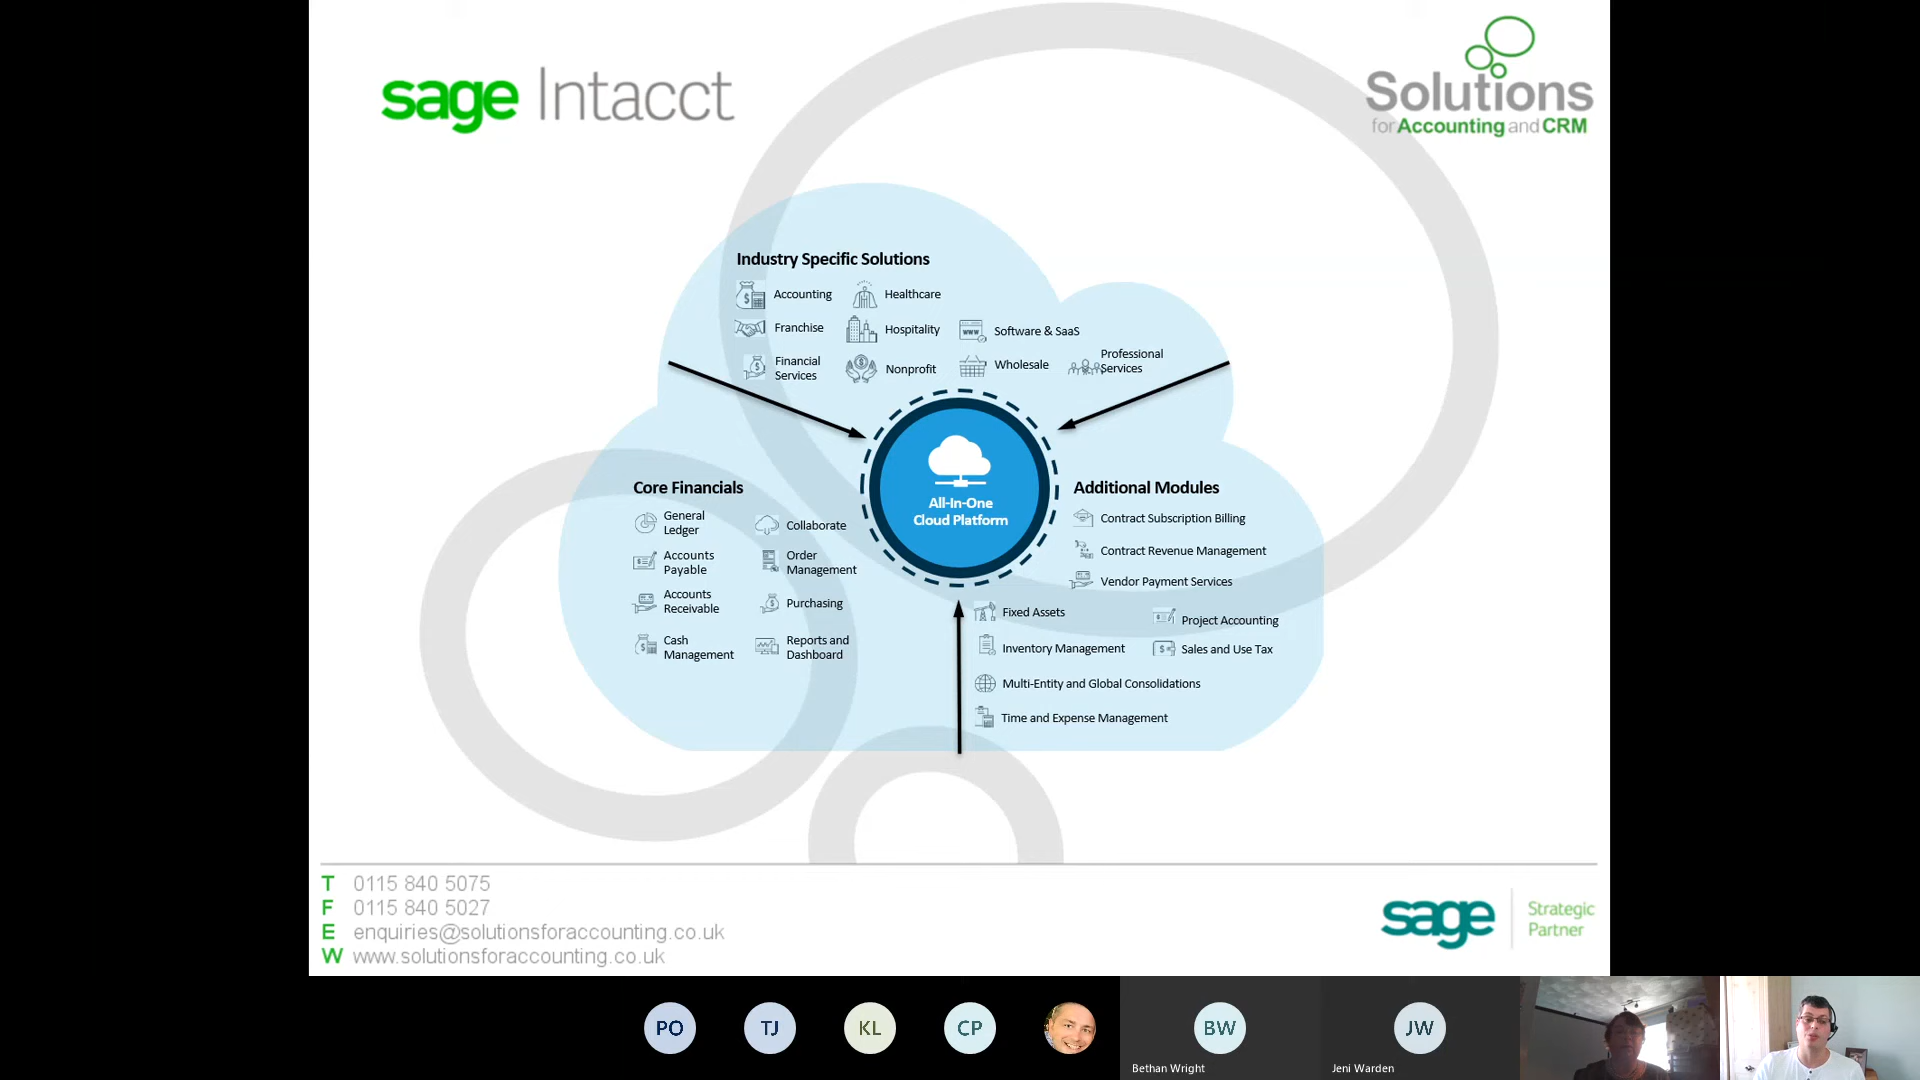 sage Intacct
Solutions
for Accounting and CRM
Industry Specific Solutions
Accounting
Healthcare
Franchise
Hospitality
Software & SaaS
Financial
Services
Nonprofit
Wholesale
Professional
Services
All-In-One
Cloud Platform
Core Financials
General
Ledger
Collaborate
Accounts
Payable
Order
Management
Accounts
Receivable
Purchasing
Cash
Management
Reports and
Dashboard
Additional Modules
Contract Subscription Billing
Contract Revenue Management
Vendor Payment Services
Fixed Assets
Project Accounting
Inventory Management
Sales and Use Tax
Multi-Entity and Global Consolidations
Time and Expense Management
T 0115 840 5075
F 0115 840 5027
E enquiries@solutionsforaccounting.co.uk
W www.solutionsforaccounting.co.uk
sage
Strategic
Partner
PO
TJ
KL
CP
BW
JW
Bethan Wright
Jeni Warden